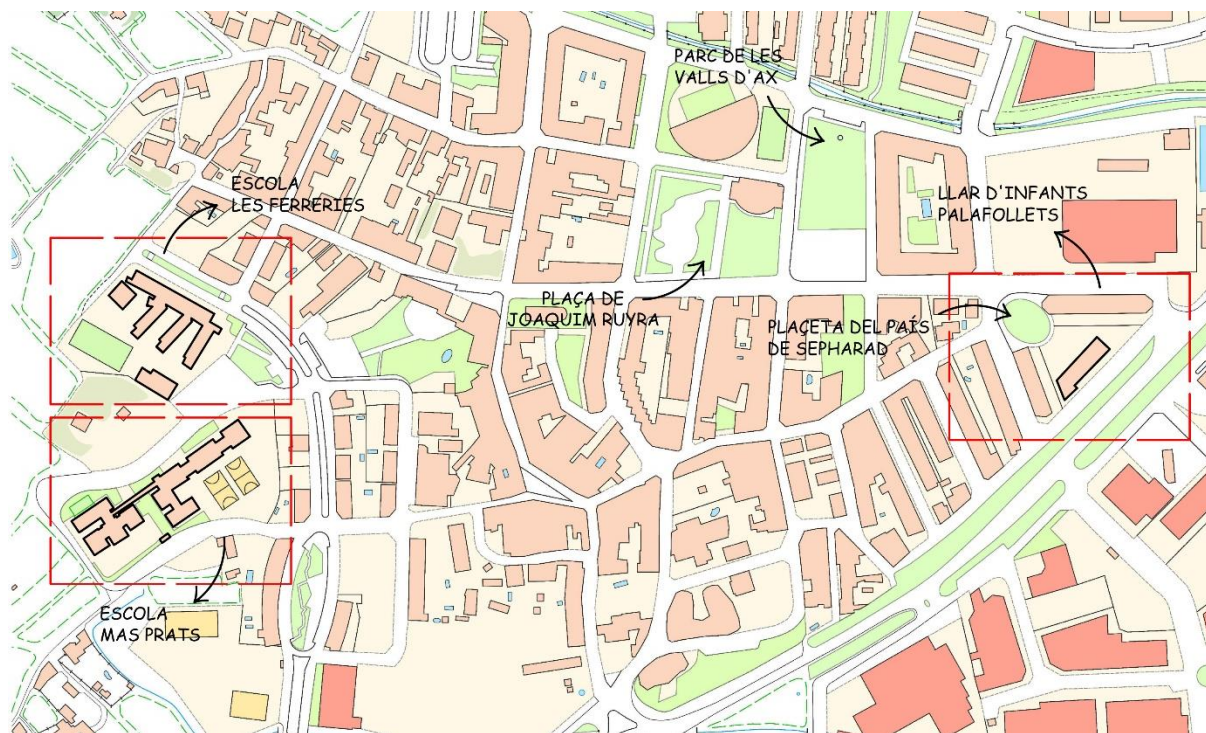 PARC DE LES
VALLS D'AX
ESCOLA
LES FERRERIES
LLAR D'INFANTS
PALAFOLLETS
PLAÇA DE
JOAQUIM RUYRA
PLAÇETA DEL PAÍS
DE SEPHARAD
ESCOLA
MAS PRATS